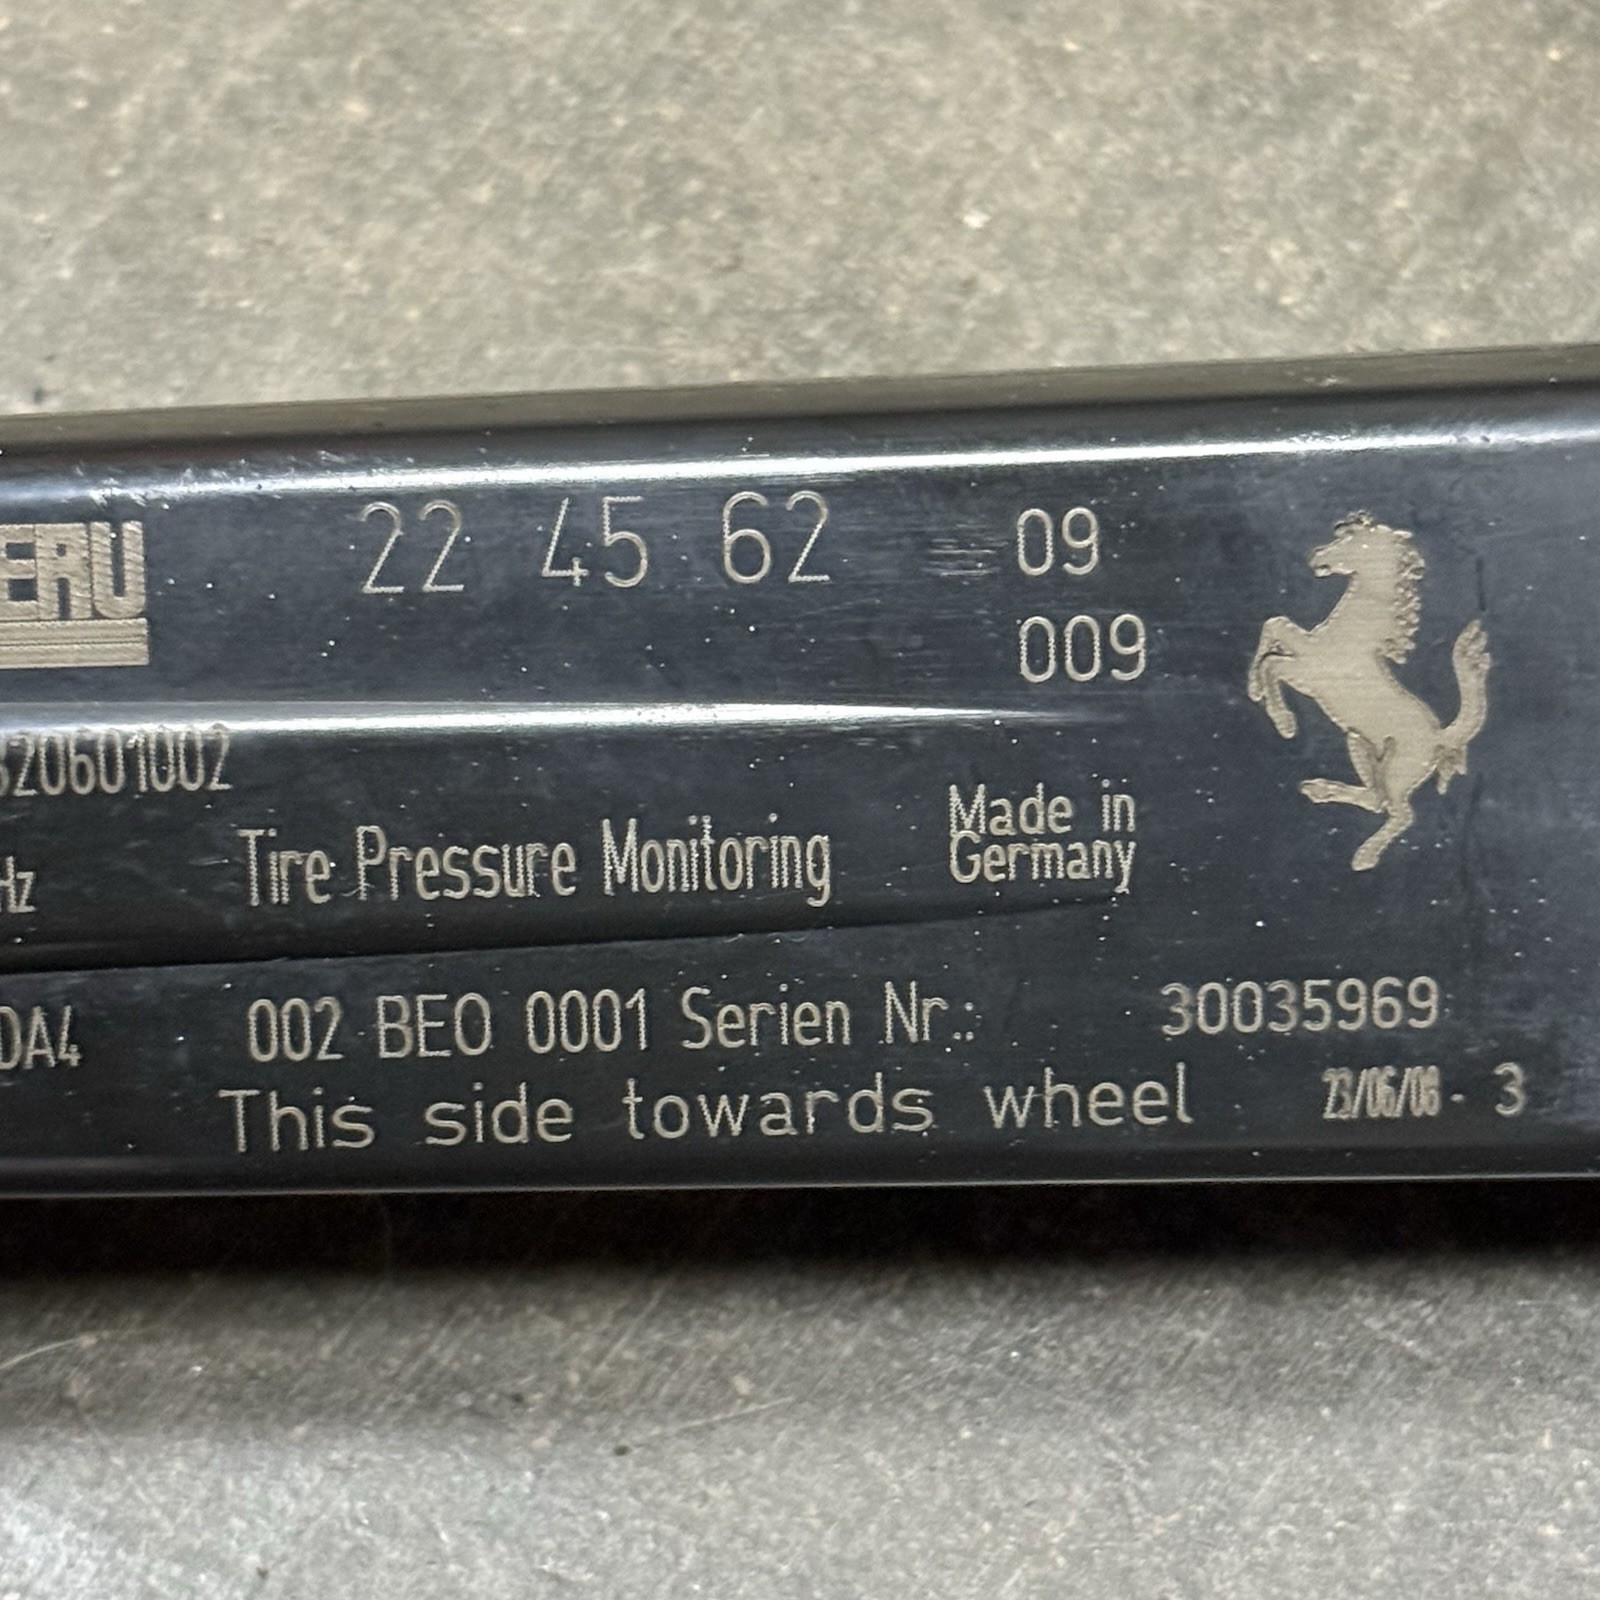 ERU 22 45 62 09
009
320601002
Tire Pressure Monitoring Made in Germany
Hz
DA4 002 BE0 0001 Serien Nr.: 30035969
This side towards wheel 23/06/08 - 3